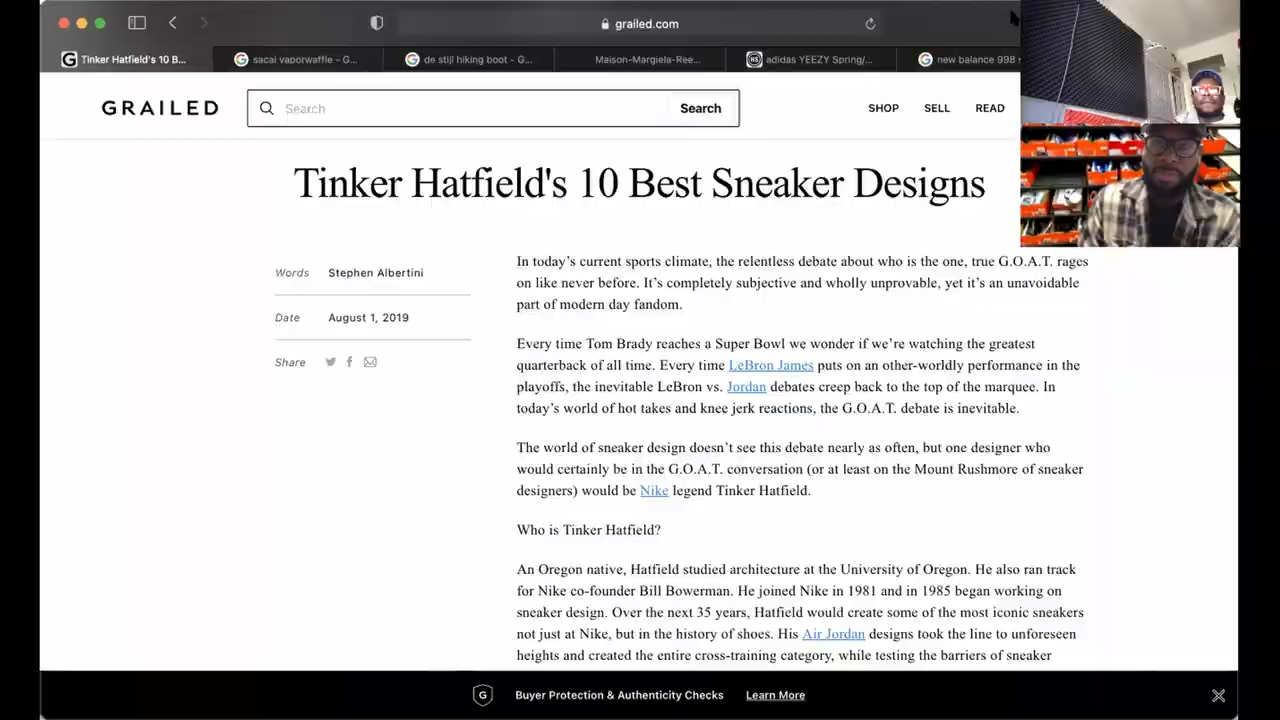 grailed.com
Tinker Hatfield's 10 B...
sacai vaporwaffle - G...
de stijl hiking boot - G...
Maison-Margiela-Ree...
adidas YEEZY Spring/...
new balance 998
GRAILED
Search
Search
SHOP
SELL
READ
Tinker Hatfield's 10 Best Sneaker Designs
Words Stephen Albertini
Date August 1, 2019
Share
In today's current sports climate, the relentless debate about who is the one, true G.O.A.T. rages
on like never before. It's completely subjective and wholly unprovable, yet it's an unavoidable
part of modern day fandom.
Every time Tom Brady reaches a Super Bowl we wonder if we're watching the greatest
quarterback of all time. Every time LeBron James puts on an other-worldly performance in the
playoffs, the inevitable LeBron vs. Jordan debates creep back to the top of the marquee. In
today's world of hot takes and knee jerk reactions, the G.O.A.T. debate is inevitable.
The world of sneaker design doesn't see this debate nearly as often, but one designer who
would certainly be in the G.O.A.T. conversation (or at least on the Mount Rushmore of sneaker
designers) would be Nike legend Tinker Hatfield.
Who is Tinker Hatfield?
An Oregon native, Hatfield studied architecture at the University of Oregon. He also ran track
for Nike co-founder Bill Bowerman. He joined Nike in 1981 and in 1985 began working on
sneaker design. Over the next 35 years, Hatfield would create some of the most iconic sneakers
not just at Nike, but in the history of shoes. His Air Jordan designs took the line to unforeseen
heights and created the entire cross-training category, while testing the barriers of sneaker
G
Buyer Protection & Authenticity Checks
Learn More